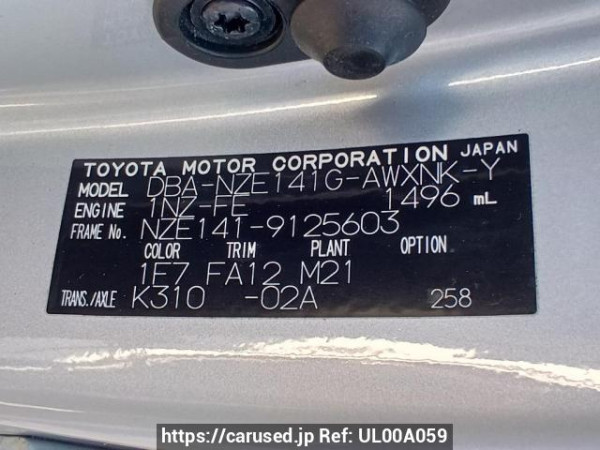 TOYOTA MOTOR CORPORATION JAPAN
MODEL DBA-NZE141G-AWXNK-Y
ENGINE 1NZ-FE 1496 mL
FRAME No. NZE141-9125603
COLOR TRIM PLANT OPTION
1E7 FA12 M21
TRANS./AXLE K310 -02A 258
https://carused.jp Ref: UL00A059